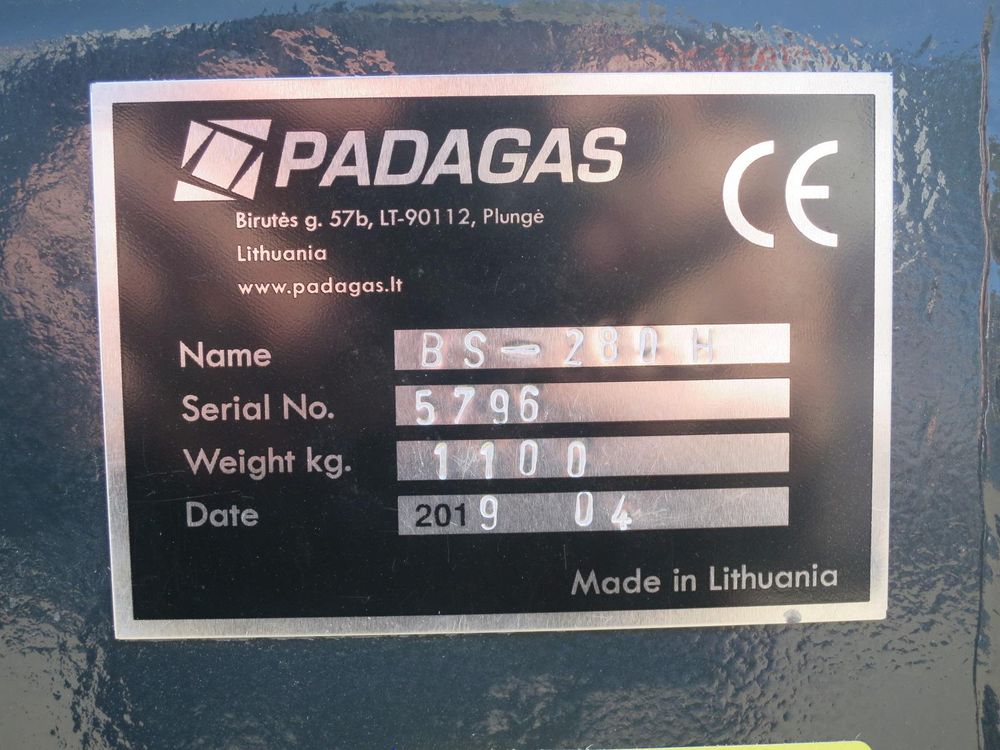 PADAGAS
CE
Birutės g. 57b, LT-90112, Plungė
Lithuania
www.padagas.lt
Name BS-280H
Serial No. 5796
Weight kg. 1100
Date 2019 04
Made in Lithuania